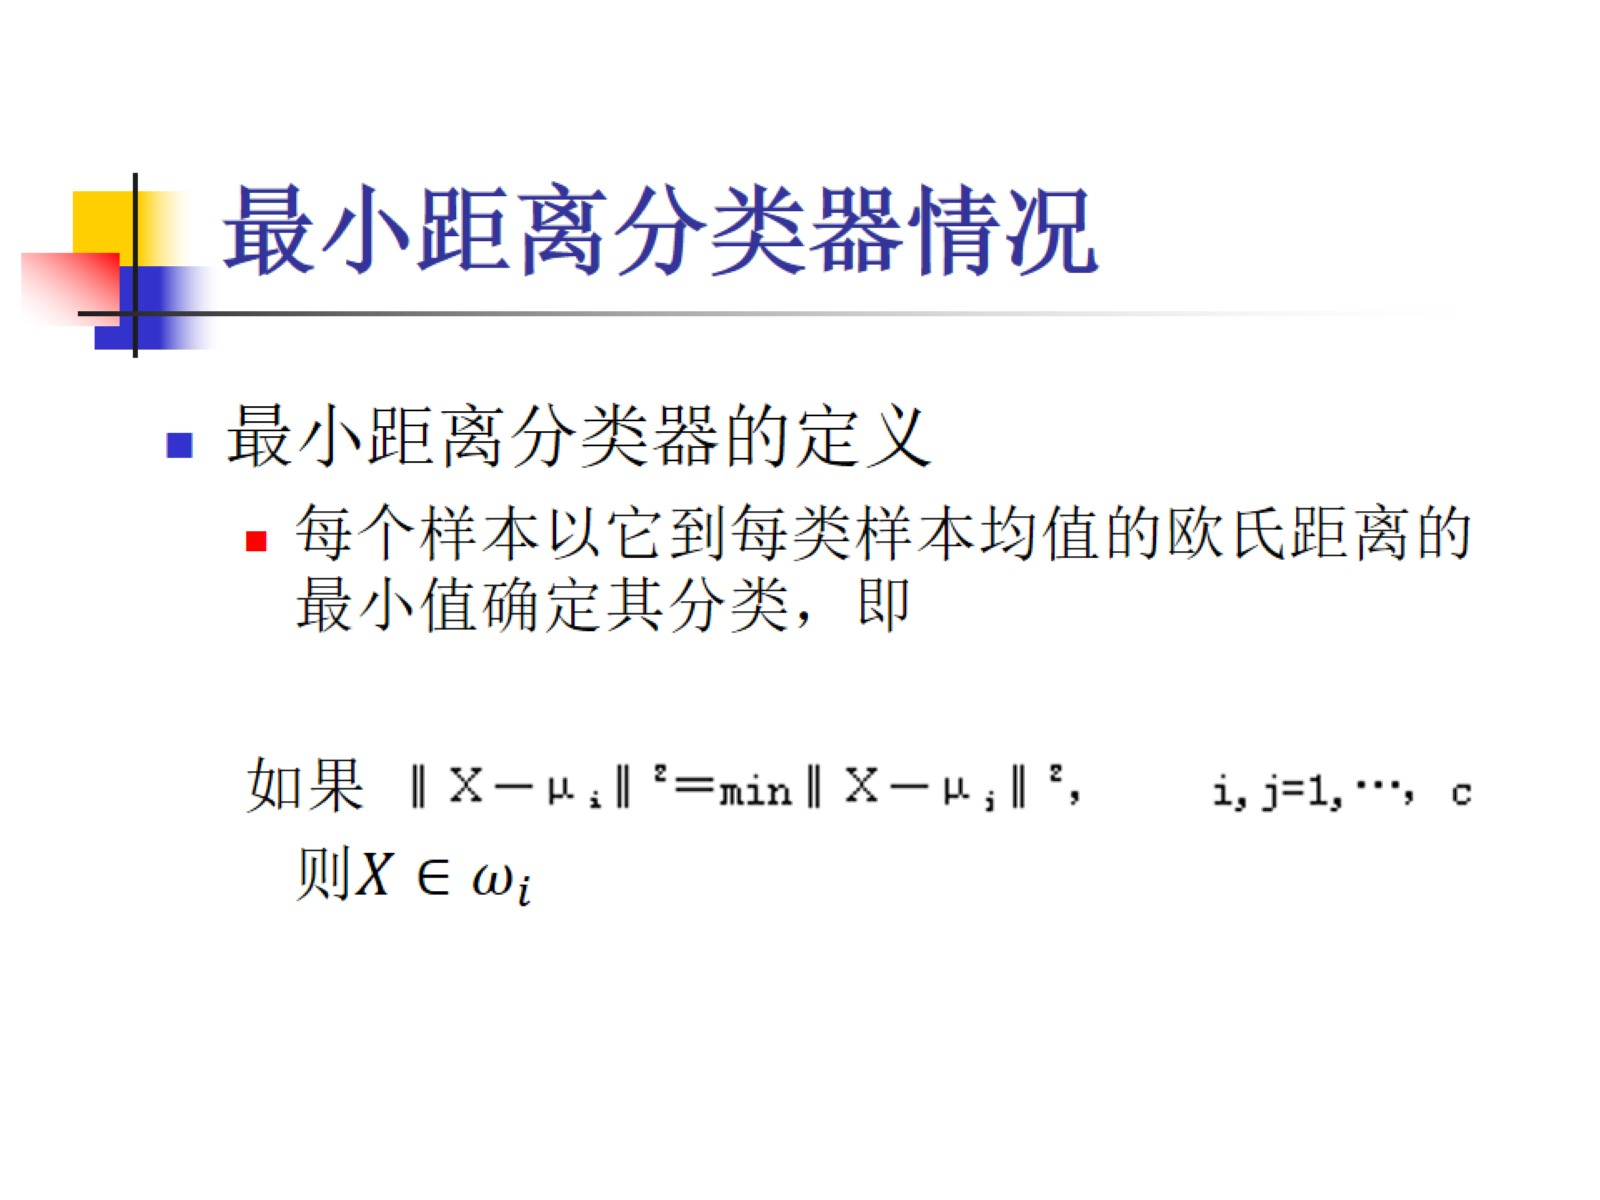 最小距离分类器情况
最小距离分类器的定义
每个样本以它到每类样本均值的欧氏距离的
最小值确定其分类，即
如果 ‖X－μi‖²＝min‖X－μj‖²， i,j=1,…，c
则X ∈ ωi